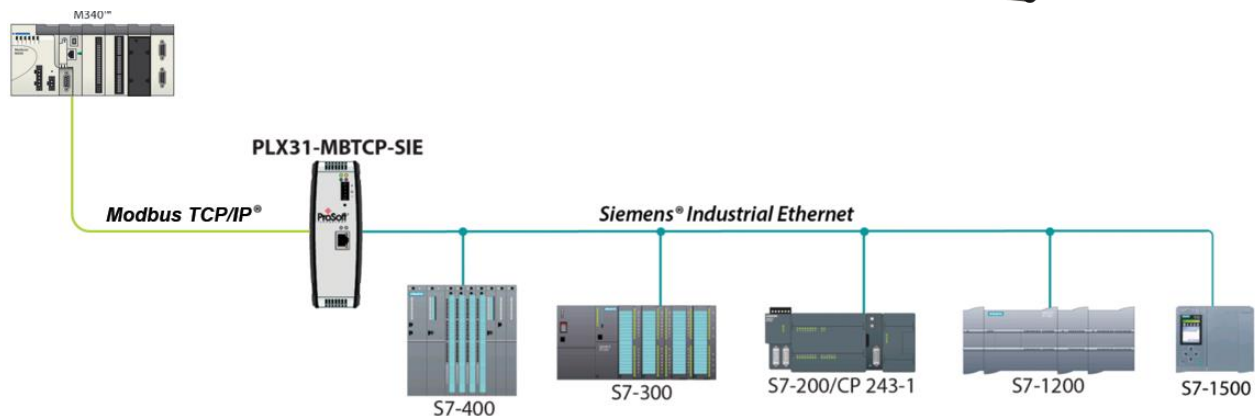 M340™
PLX31-MBTCP-SIE
Modbus TCP/IP®
ProSoft
Siemens® Industrial Ethernet
S7-400
S7-300
S7-200/CP 243-1
S7-1200
S7-1500